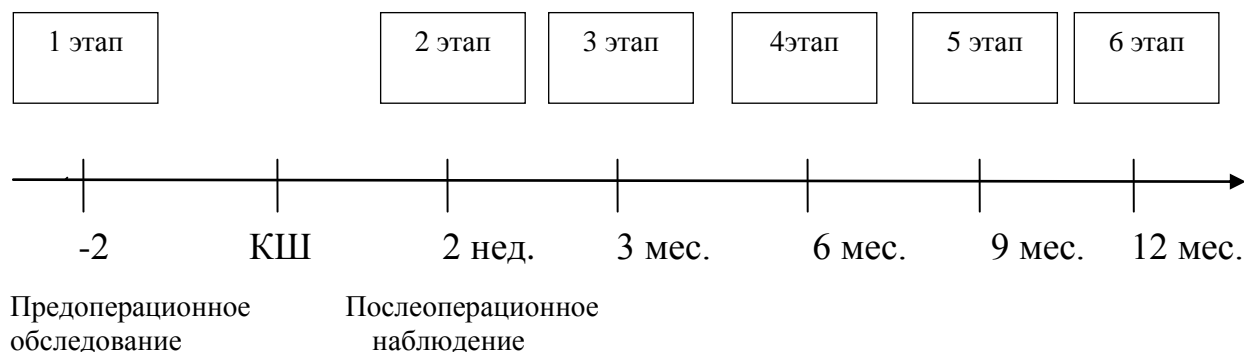 1 этап 2 этап 3 этап 4этап 5 этап 6 этап
-2 КШ 2 нед. 3 мес. 6 мес. 9 мес. 12 мес.
Предоперационное Послеоперационное
обследование наблюдение